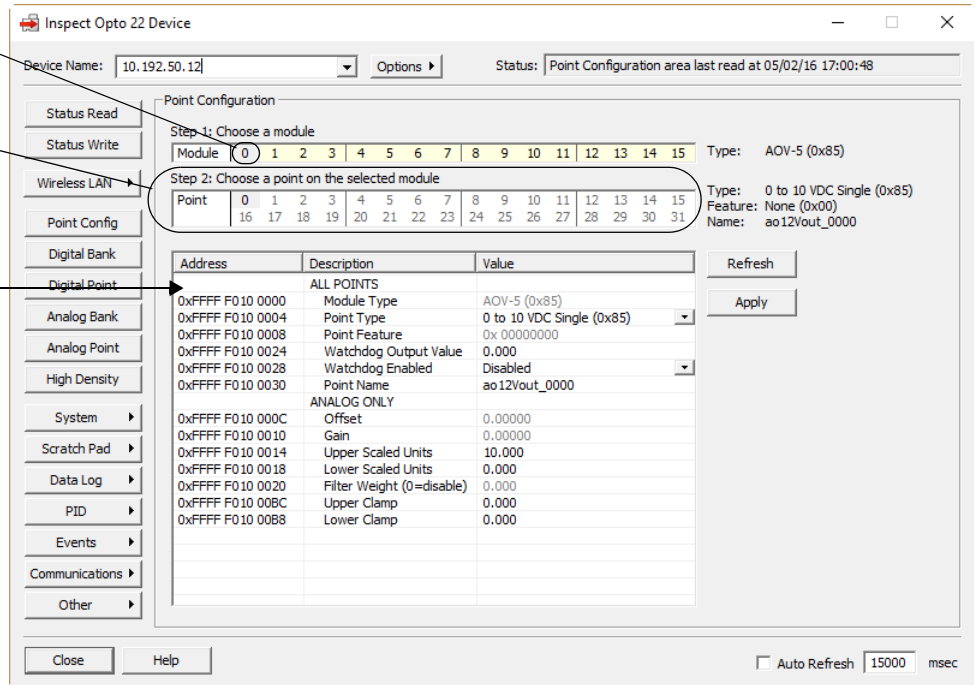 Inspect Opto 22 Device
Device Name: 10.192.50.12 Options Status: Point Configuration area last read at 05/02/16 17:00:48
Status Read
Status Write
Wireless LAN
Point Config
Digital Bank
Digital Point
Analog Bank
Analog Point
High Density
System
Scratch Pad
Data Log
PID
Events
Communications
Other
Point Configuration
Step 1: Choose a module
Module 0 1 2 3 4 5 6 7 8 9 10 11 12 13 14 15
Type: AOV-5 (0x85)
Step 2: Choose a point on the selected module
Point 0 1 2 3 4 5 6 7 8 9 10 11 12 13 14 15
16 17 18 19 20 21 22 23 24 25 26 27 28 29 30 31
Type: 0 to 10 VDC Single (0x85)
Feature: None (0x00)
Name: ao12Vout_0000
Address Description Value
ALL POINTS
0xFFFF F010 0000 Module Type AOV-5 (0x85)
0xFFFF F010 0004 Point Type 0 to 10 VDC Single (0x85)
0xFFFF F010 0008 Point Feature 0x 00000000
0xFFFF F010 0024 Watchdog Output Value 0.000
0xFFFF F010 0028 Watchdog Enabled Disabled
0xFFFF F010 0030 Point Name ao12Vout_0000
ANALOG ONLY
0xFFFF F010 000C Offset 0.00000
0xFFFF F010 0010 Gain 0.00000
0xFFFF F010 0014 Upper Scaled Units 10.000
0xFFFF F010 0018 Lower Scaled Units 0.000
0xFFFF F010 0020 Filter Weight (0=disable) 0.000
0xFFFF F010 00BC Upper Clamp 0.000
0xFFFF F010 00B8 Lower Clamp 0.000
Refresh
Apply
Close Help Auto Refresh 15000 msec